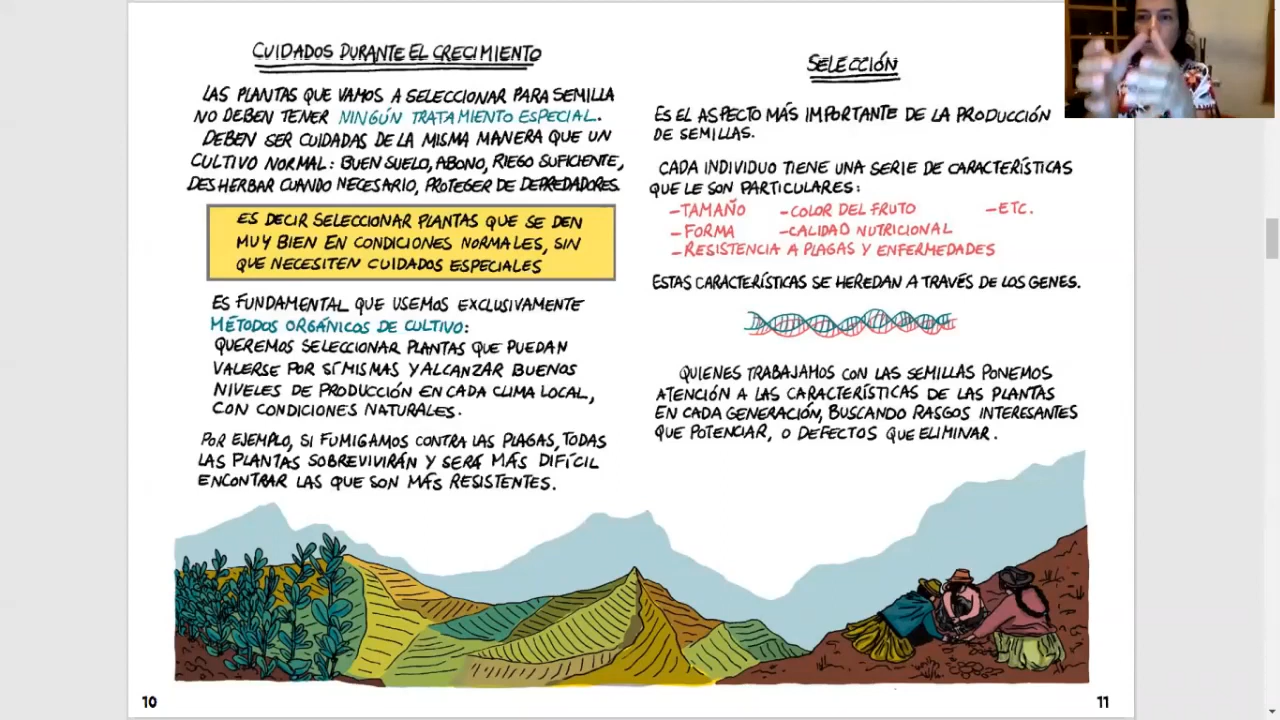 CUIDADOS DURANTE EL CRECIMIENTO
LAS PLANTAS QUE VAMOS A SELECCIONAR PARA SEMILLA
NO DEBEN TENER NINGÚN TRATAMIENTO ESPECIAL.
DEBEN SER CUIDADAS DE LA MISMA MANERA QUE UN
CULTIVO NORMAL: BUEN SUELO, ABONO, RIEGO SUFICIENTE,
DESHERBAR CUANDO NECESARIO, PROTEGER DE DEPREDADORES.
ES DECIR SELECCIONAR PLANTAS QUE SE DEN
MUY BIEN EN CONDICIONES NORMALES, SIN
QUE NECESITEN CUIDADOS ESPECIALES
ES FUNDAMENTAL QUE USEMOS EXCLUSIVAMENTE
MÉTODOS ORGÁNICOS DE CULTIVO:
QUEREMOS SELECCIONAR PLANTAS QUE PUEDAN
VALERSE POR SÍ MISMAS Y ALCANZAR BUENOS
NIVELES DE PRODUCCIÓN EN CADA CLIMA LOCAL,
CON CONDICIONES NATURALES.
POR EJEMPLO, SI FUMIGAMOS CONTRA LAS PLAGAS, TODAS
LAS PLANTAS SOBREVIVIRÁN Y SERÁ MÁS DIFÍCIL
ENCONTRAR LAS QUE SON MÁS RESISTENTES.
10
SELECCIÓN
ES EL ASPECTO MÁS IMPORTANTE DE LA PRODUCCIÓN
DE SEMILLAS.
CADA INDIVIDUO TIENE UNA SERIE DE CARACTERÍSTICAS
QUE LE SON PARTICULARES:
-TAMAÑO -COLOR DEL FRUTO -ETC.
-FORMA -CALIDAD NUTRICIONAL
-RESISTENCIA A PLAGAS Y ENFERMEDADES
ESTAS CARACTERÍSTICAS SE HEREDAN A TRAVÉS DE LOS GENES.
QUIENES TRABAJAMOS CON LAS SEMILLAS PONEMOS
ATENCIÓN A LAS CARACTERÍSTICAS DE LAS PLANTAS
EN CADA GENERACIÓN, BUSCANDO RASGOS INTERESANTES
QUE POTENCIAR, O DEFECTOS QUE ELIMINAR.
11